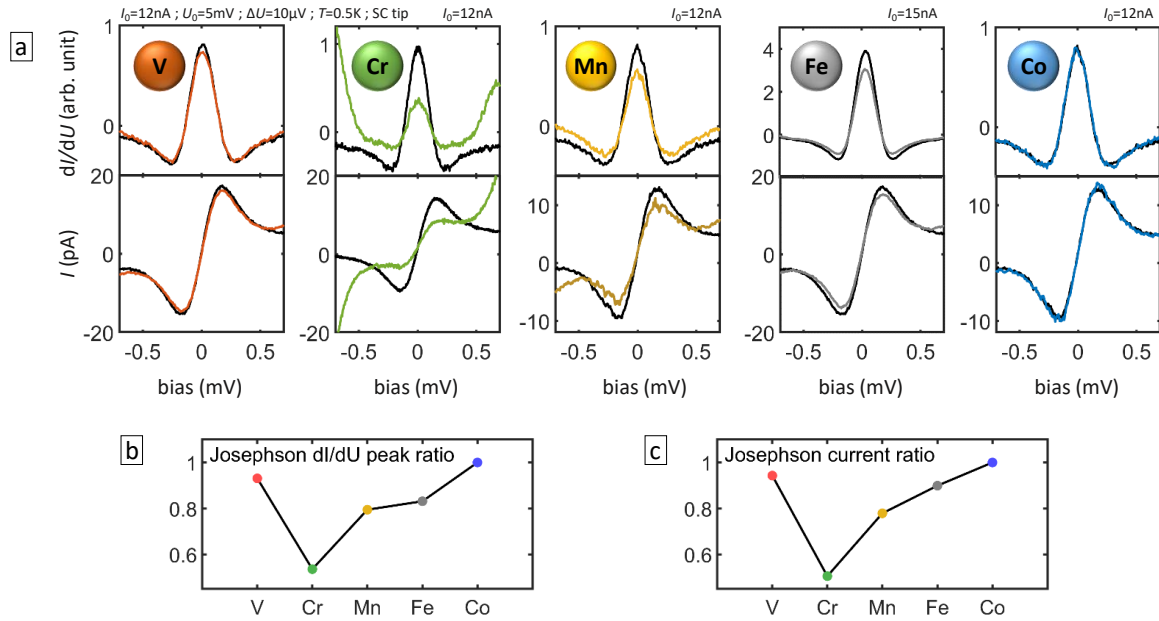 I₀=12nA ; U₀=5mV ; ΔU=10µV ; T=0.5K ; SC tip
I₀=12nA
I₀=12nA
I₀=15nA
I₀=12nA
a
V
Cr
Mn
Fe
Co
dI/dU (arb. unit)
1
0
1
0
1
0
4
2
0
1
0
I (pA)
20
0
-20
20
0
-20
10
0
-10
20
0
-20
10
0
-10
-0.5 0 0.5
-0.5 0 0.5
-0.5 0 0.5
-0.5 0 0.5
-0.5 0 0.5
bias (mV)
bias (mV)
bias (mV)
bias (mV)
bias (mV)
b
Josephson dI/dU peak ratio
1
0.8
0.6
V Cr Mn Fe Co
c
Josephson current ratio
1
0.8
0.6
V Cr Mn Fe Co